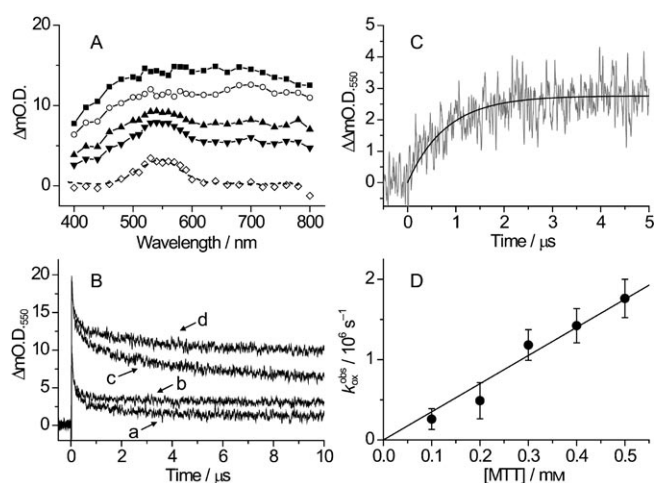 A
ΔmO.D.
20
10
0
400 500 600 700 800
Wavelength / nm
C
ΔΔmO.D.₅₅₀
5
4
3
2
1
0
0 1 2 3 4 5
Time / μs
B
ΔmO.D.₅₅₀
20
15
10
5
0
d
c
b
a
0 2 4 6 8 10
Time / μs
D
k_ox^obs / 10⁶ s⁻¹
2
1
0
0.0 0.1 0.2 0.3 0.4 0.5
[MTT] / mM